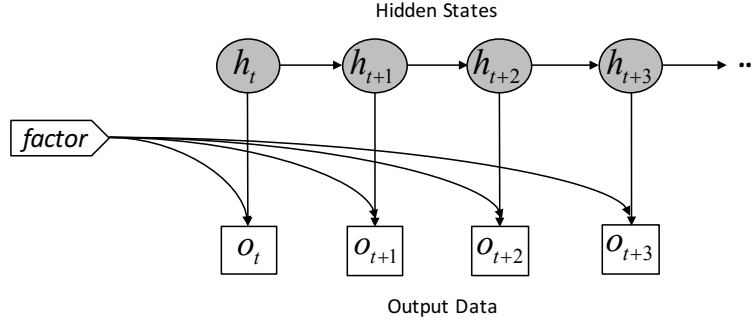 Hidden States
h_t h_{t+1} h_{t+2} h_{t+3} ..
factor
o_t o_{t+1} o_{t+2} o_{t+3}
Output Data